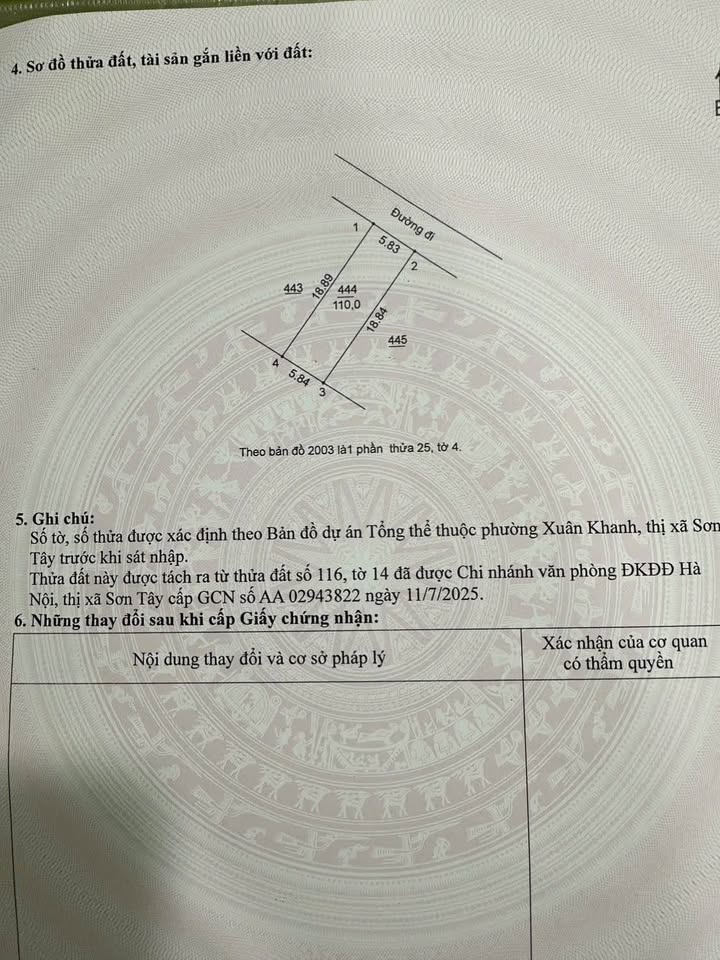 4. Sơ đồ thửa đất, tài sản gắn liền với đất:
Đường đi
1
5.83
2
443
18.89
444
110,0
18.84
445
4
5.84
3
Theo bản đồ 2003 là1 phần thửa 25, tờ 4.
5. Ghi chú:
Số tờ, số thửa được xác định theo Bản đồ dự án Tổng thể thuộc phường Xuân Khanh, thị xã Sơn
Tây trước khi sát nhập.
Thửa đất này được tách ra từ thửa đất số 116, tờ 14 đã được Chi nhánh văn phòng ĐKĐĐ Hà
Nội, thị xã Sơn Tây cấp GCN số AA 02943822 ngày 11/7/2025.
6. Những thay đổi sau khi cấp Giấy chứng nhận:
Nội dung thay đổi và cơ sở pháp lý
Xác nhận của cơ quan
có thẩm quyền